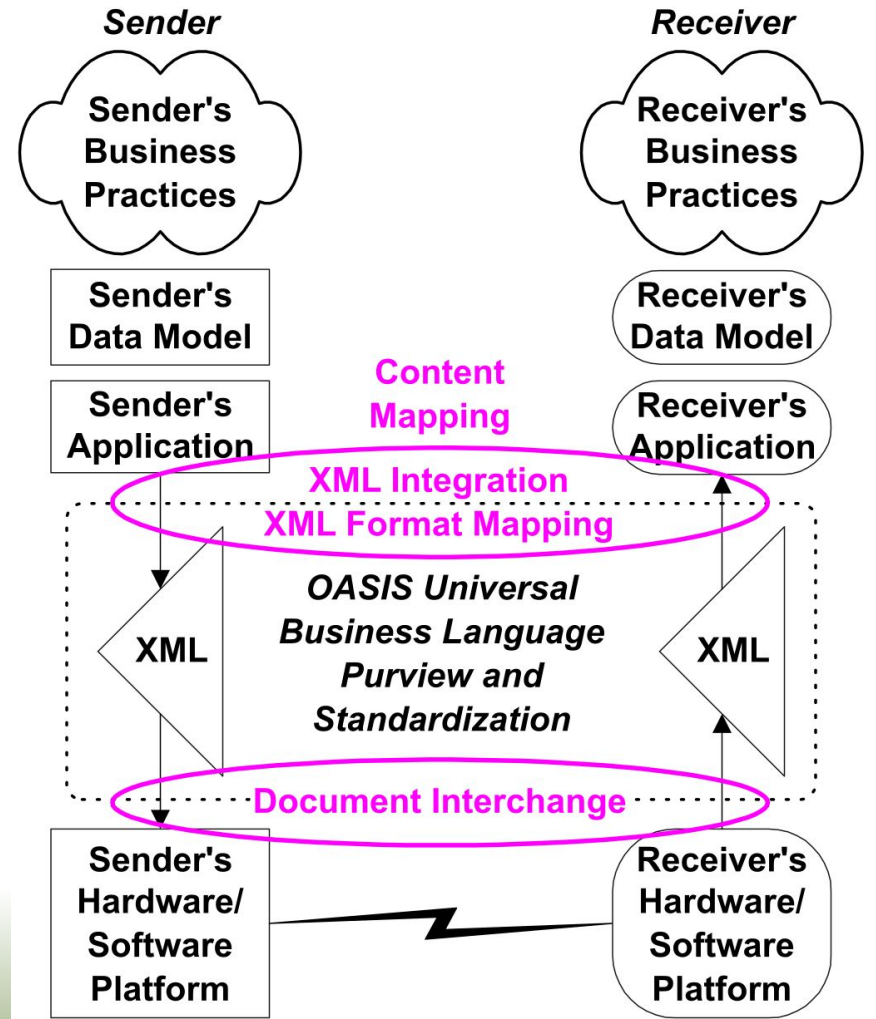 Sender
Receiver
Sender's
Business
Practices
Receiver's
Business
Practices
Sender's
Data Model
Receiver's
Data Model
Content
Mapping
Sender's
Application
Receiver's
Application
XML Integration
XML Format Mapping
XML
OASIS Universal
Business Language
Purview and
Standardization
XML
Document Interchange
Sender's
Hardware/
Software
Platform
Receiver's
Hardware/
Software
Platform